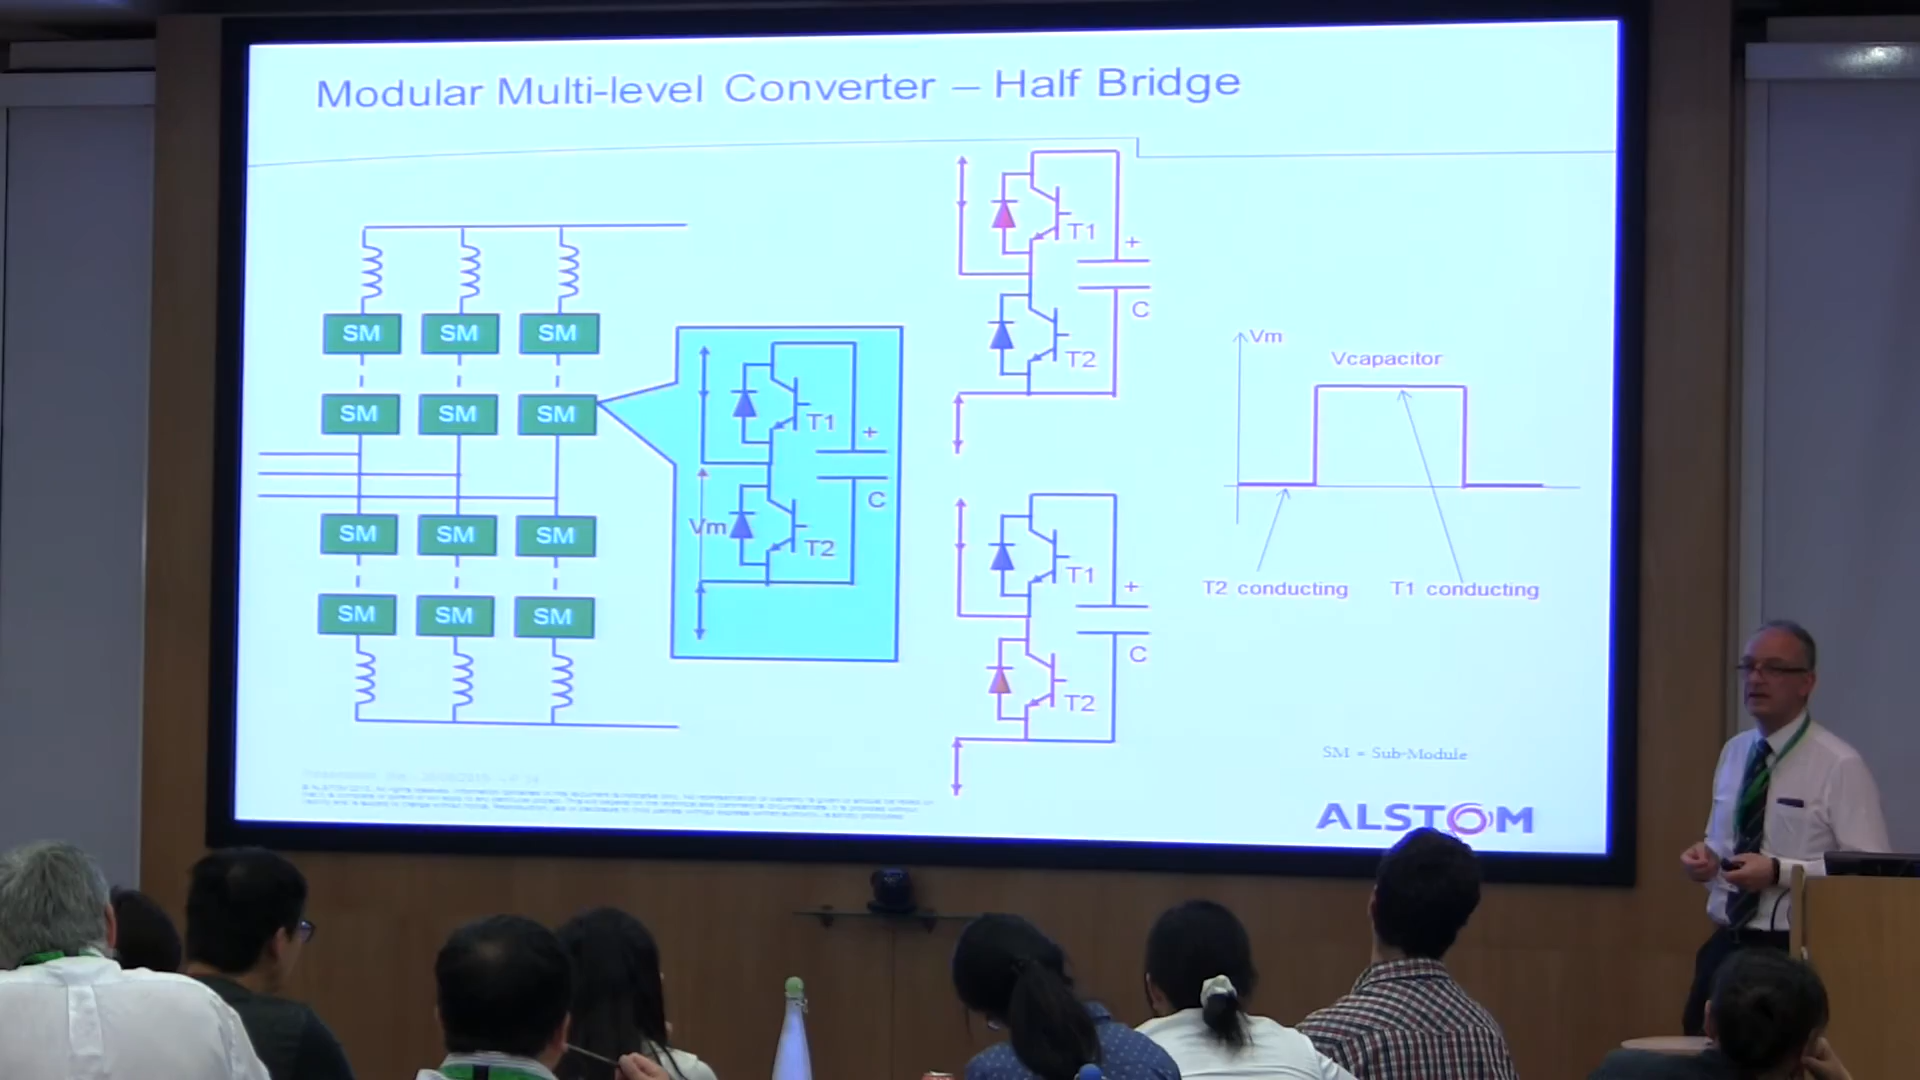 Modular Multi-level Converter – Half Bridge
SM SM SM
SM SM SM
SM SM SM
SM SM SM
T1
+
C
Vm
T2
T1
+
C
T2
T1
+
C
T2
Vm
Vcapacitor
T2 conducting
T1 conducting
SM = Sub-Module
ALSTOM